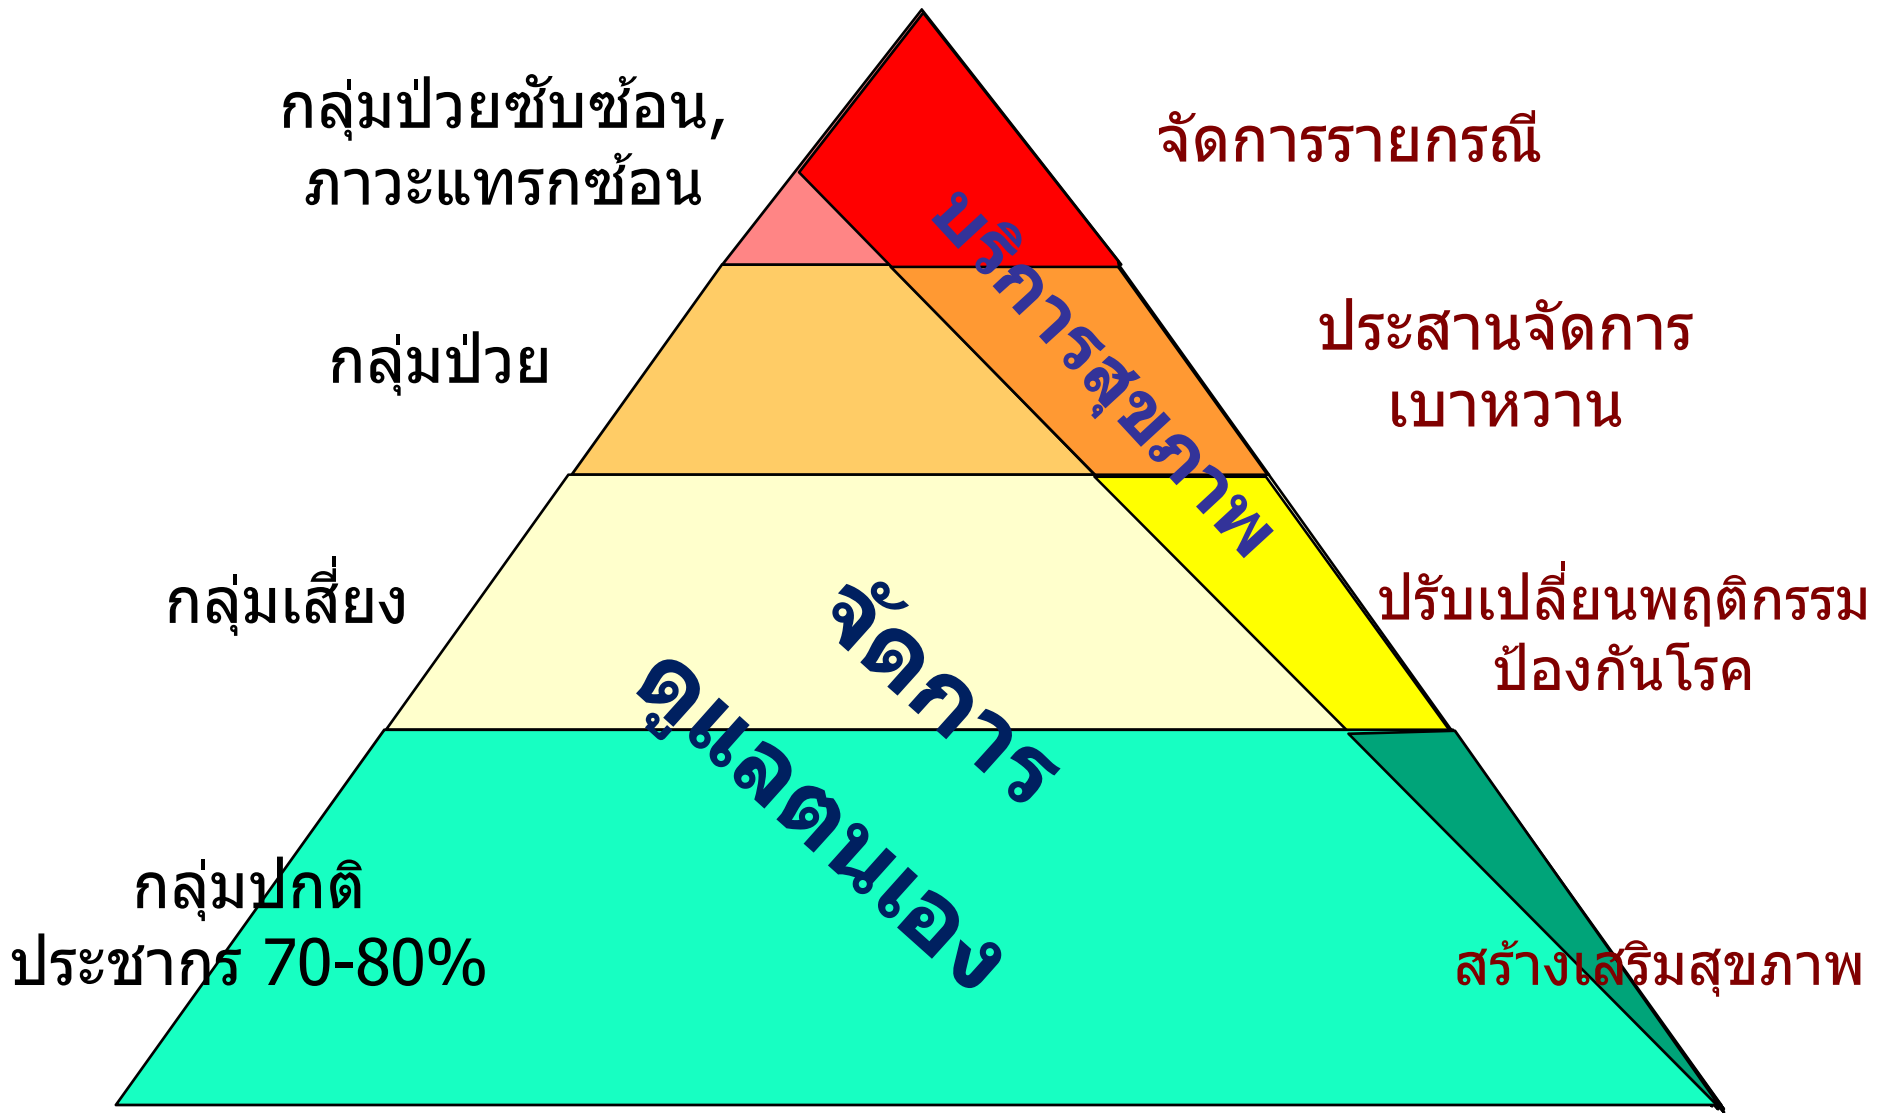 กลุ่มป่วยซับซ้อน,
ภาวะแทรกซ้อน
จัดการรายกรณี
บริการสุขภาพ
กลุ่มป่วย
ประสานจัดการ
เบาหวาน
กลุ่มเสี่ยง
จัดการ
ดูแลตนเอง
ปรับเปลี่ยนพฤติกรรม
ป้องกันโรค
กลุ่มปกติ
ประชากร 70-80%
สร้างเสริมสุขภาพ